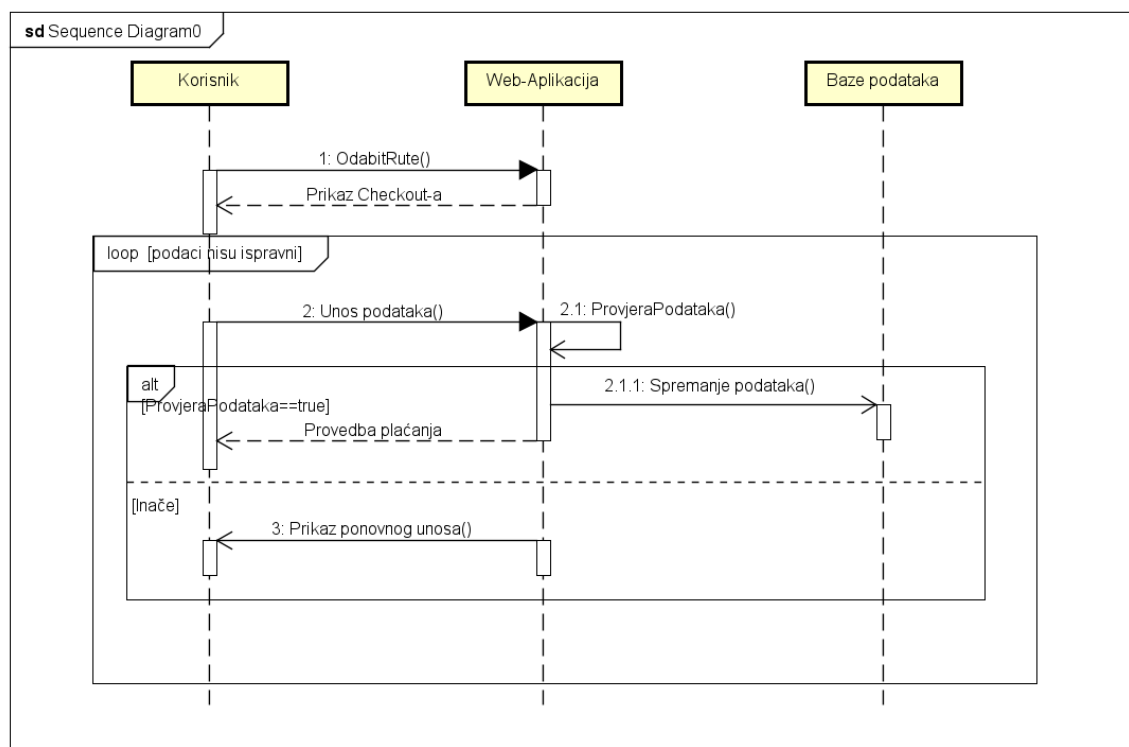 sd Sequence Diagram0
Korisnik
Web-Aplikacija
Baze podataka
1: OdabitRute()
Prikaz Checkout-a
loop [podaci nisu ispravni]
2: Unos podataka()
2.1: ProvjeraPodataka()
alt
[ProvjeraPodataka==true]
2.1.1: Spremanje podataka()
Provedba plaćanja
[Inače]
3: Prikaz ponovnog unosa()